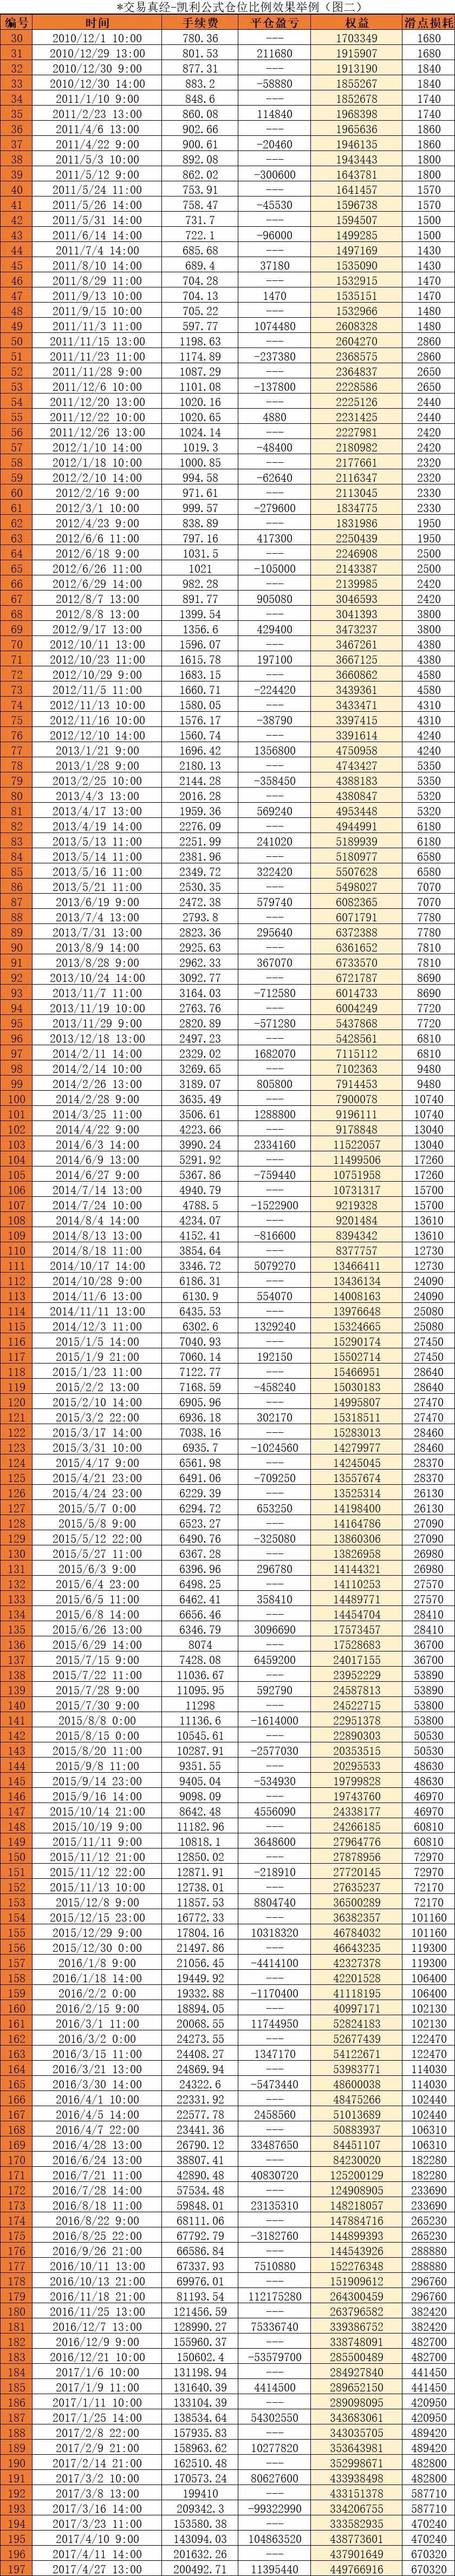 *交易真经-凯利公式仓位比例效果举例（图二）
编号 时间 手续费 平仓盈亏 权益 滑点损耗
30 2010/12/1 10:00 780.36 --- 1703349 1680
31 2010/12/29 13:00 801.53 211680 1915907 1680
32 2010/12/30 9:00 877.31 --- 1913190 1840
33 2010/12/30 14:00 883.2 -58880 1855267 1840
34 2011/1/10 9:00 848.6 --- 1852678 1740
35 2011/2/23 13:00 860.08 114840 1968398 1740
36 2011/4/6 13:00 902.66 --- 1965636 1860
37 2011/4/22 9:00 900.61 -20460 1946135 1860
38 2011/5/3 10:00 892.08 --- 1943443 1800
39 2011/5/12 9:00 862.02 -300600 1643781 1800
40 2011/5/24 11:00 753.91 --- 1641457 1570
41 2011/5/26 14:00 758.47 -45530 1596738 1570
42 2011/5/31 14:00 731.7 --- 1594507 1500
43 2011/6/14 14:00 722.1 -96000 1499285 1500
44 2011/7/4 14:00 685.68 --- 1497169 1430
45 2011/8/10 14:00 689.4 37180 1535090 1430
46 2011/8/29 11:00 704.28 --- 1532915 1470
47 2011/9/13 10:00 704.13 1470 1535151 1470
48 2011/9/15 10:00 705.22 --- 1532966 1480
49 2011/11/3 11:00 597.77 1074480 2608328 1480
50 2011/11/15 13:00 1198.63 --- 2604270 2860
51 2011/11/23 11:00 1174.89 -237380 2368575 2860
52 2011/11/28 9:00 1087.29 --- 2364837 2650
53 2011/12/6 10:00 1101.08 -137800 2228586 2650
54 2011/12/20 13:00 1020.16 --- 2225126 2440
55 2011/12/22 10:00 1020.65 4880 2231425 2440
56 2011/12/26 13:00 1024.14 --- 2227981 2420
57 2012/1/10 14:00 1019.3 -48400 2180982 2420
58 2012/1/18 10:00 1000.85 --- 2177661 2320
59 2012/2/10 14:00 994.58 -62640 2116347 2320
60 2012/2/16 9:00 971.61 --- 2113045 2330
61 2012/3/1 10:00 999.57 -279600 1834775 2330
62 2012/4/23 9:00 838.89 --- 1831986 1950
63 2012/6/6 11:00 797.16 417300 2250439 1950
64 2012/6/18 9:00 1031.5 --- 2246908 2500
65 2012/6/26 11:00 1021 -105000 2143387 2500
66 2012/6/29 14:00 982.28 --- 2139985 2420
67 2012/8/7 13:00 891.77 905080 3046593 2420
68 2012/8/8 13:00 1399.54 --- 3041393 3800
69 2012/9/17 13:00 1356.6 429400 3473237 3800
70 2012/10/11 13:00 1596.07 --- 3467261 4380
71 2012/10/23 11:00 1615.78 197100 3667125 4380
72 2012/10/29 9:00 1683.15 --- 3660862 4580
73 2012/11/5 11:00 1660.71 -224420 3439361 4580
74 2012/11/13 10:00 1580.05 --- 3433471 4310
75 2012/11/16 10:00 1576.17 -38790 3397415 4310
76 2012/12/10 14:00 1560.74 --- 3391614 4240
77 2013/1/21 9:00 1696.42 1356800 4750958 4240
78 2013/1/28 9:00 2180.13 --- 4743427 5350
79 2013/2/25 10:00 2144.28 -358450 4388183 5350
80 2013/4/3 13:00 2016.28 --- 4380847 5320
81 2013/4/17 13:00 1959.36 569240 4953448 5320
82 2013/4/19 14:00 2276.09 --- 4944991 6180
83 2013/5/13 11:00 2251.99 241020 5189939 6180
84 2013/5/14 11:00 2381.96 --- 5180977 6580
85 2013/5/16 11:00 2349.72 322420 5507628 6580
86 2013/5/21 11:00 2530.35 --- 5498027 7070
87 2013/6/19 9:00 2472.38 579740 6082365 7070
88 2013/7/4 13:00 2793.8 --- 6071791 7780
89 2013/7/31 13:00 2823.36 295640 6372388 7780
90 2013/8/9 14:00 2925.63 --- 6361652 7810
91 2013/8/28 9:00 2962.33 367070 6733570 7810
92 2013/10/24 14:00 3092.77 --- 6721787 8690
93 2013/11/7 11:00 3164.03 -712580 6014733 8690
94 2013/11/19 10:00 2763.76 --- 6004249 7720
95 2013/11/29 9:00 2820.89 -571280 5437868 7720
96 2013/12/18 13:00 2497.23 --- 5428561 6810
97 2014/2/11 14:00 2329.02 1682070 7115112 6810
98 2014/2/14 10:00 3269.65 --- 7102363 9480
99 2014/2/26 13:00 3189.07 805800 7914453 9480
100 2014/2/28 9:00 3635.49 --- 7900078 10740
101 2014/3/25 11:00 3506.61 1288800 9196111 10740
102 2014/4/22 9:00 4223.66 --- 9178848 13040
103 2014/6/3 14:00 3990.24 2334160 11522057 13040
104 2014/6/9 13:00 5291.92 --- 11499506 17260
105 2014/6/27 9:00 5367.86 -759440 10751958 17260
106 2014/7/14 13:00 4940.79 --- 10731317 15700
107 2014/7/24 10:00 4788.5 -1522900 9219328 15700
108 2014/8/4 14:00 4234.07 --- 9201484 13610
109 2014/8/13 13:00 4152.41 -816600 8394342 13610
110 2014/8/18 11:00 3854.64 --- 8377757 12730
111 2014/10/17 14:00 3346.72 5079270 13466411 12730
112 2014/10/28 9:00 6186.31 --- 13436134 24090
113 2014/11/6 13:00 6130.9 554070 14008163 24090
114 2014/11/11 13:00 6435.53 --- 13976648 25080
115 2014/12/3 11:00 6302.6 1329240 15324665 25080
116 2015/1/5 14:00 7040.93 --- 15290174 27450
117 2015/1/9 21:00 7060.14 192150 15502714 27450
118 2015/1/23 11:00 7122.77 --- 15466951 28640
119 2015/2/2 13:00 7168.59 -458240 15030183 28640
120 2015/2/10 14:00 6905.96 --- 14995807 27470
121 2015/3/2 22:00 6936.18 302170 15318511 27470
122 2015/3/17 14:00 7038.16 --- 15283013 28460
123 2015/3/31 10:00 6935.7 -1024560 14279977 28460
124 2015/4/17 9:00 6561.98 --- 14245045 28370
125 2015/4/21 23:00 6491.06 -709250 13557674 28370
126 2015/4/24 23:00 6229.39 --- 13525314 26130
127 2015/5/7 0:00 6294.72 653250 14198400 26130
128 2015/5/8 9:00 6523.27 --- 14164786 27090
129 2015/5/12 22:00 6490.76 -325080 13860306 27090
130 2015/5/27 11:00 6367.28 --- 13826958 26980
131 2015/6/3 9:00 6396.96 296780 14144321 26980
132 2015/6/4 23:00 6498.25 --- 14110253 27570
133 2015/6/5 11:00 6462.41 358410 14489771 27570
134 2015/6/8 14:00 6656.46 --- 14454704 28410
135 2015/6/26 13:00 6346.79 3096690 17573457 28410
136 2015/6/29 14:00 8074 --- 17528683 36700
137 2015/7/15 9:00 7428.08 6459200 24017155 36700
138 2015/7/22 11:00 11036.67 --- 23952229 53890
139 2015/7/28 9:00 11095.95 592790 24587813 53890
140 2015/7/30 9:00 11298 --- 24522715 53800
141 2015/8/8 0:00 11136.6 -1614000 22951378 53800
142 2015/8/15 0:00 10545.61 --- 22890303 50530
143 2015/8/20 11:00 10287.91 -2577030 20353515 50530
144 2015/9/8 11:00 9351.55 --- 20295533 48630
145 2015/9/14 23:00 9405.04 -534930 19799828 48630
146 2015/9/16 14:00 9098.09 --- 19743760 46970
147 2015/10/14 21:00 8642.48 4556090 24338177 46970
148 2015/10/19 9:00 11182.96 --- 24266185 60810
149 2015/11/11 9:00 10818.1 3648600 27964776 60810
150 2015/11/12 21:00 12850.02 --- 27878956 72970
151 2015/11/12 22:00 12871.91 -218910 27720145 72970
152 2015/11/13 10:00 12738.01 --- 27635237 72170
153 2015/12/8 9:00 11857.53 8804740 36500289 72170
154 2015/12/15 23:00 16772.33 --- 36382357 101160
155 2015/12/29 9:00 17804.16 10318320 46784032 101160
156 2015/12/30 0:00 21497.86 --- 46643235 119300
157 2016/1/8 9:00 21056.45 -4414100 42327378 119300
158 2016/1/18 14:00 19449.92 --- 42201528 106400
159 2016/2/2 0:00 19332.88 -1170400 41118195 106400
160 2016/2/15 9:00 18894.05 --- 40997171 102130
161 2016/3/1 11:00 20068.55 11744950 52824183 102130
162 2016/3/2 0:00 24273.55 --- 52677439 122470
163 2016/3/15 11:00 24408.27 1347170 54122671 122470
164 2016/3/21 13:00 24869.94 --- 53983771 114030
165 2016/3/30 14:00 24322.6 -5473440 48600038 114030
166 2016/4/1 10:00 22331.92 --- 48475266 102440
167 2016/4/5 14:00 22577.78 2458560 51013689 102440
168 2016/4/7 22:00 23441.36 --- 50883937 106310
169 2016/4/28 13:00 26790.12 33487650 84451107 106310
170 2016/6/24 13:00 38807.41 --- 84230020 182280
171 2016/7/21 11:00 42890.48 40830720 125200129 182280
172 2016/7/28 14:00 57534.48 --- 124908905 233690
173 2016/8/18 11:00 59848.01 23135310 148218057 233690
174 2016/8/22 9:00 68111.06 --- 147884716 265230
175 2016/8/25 22:00 67792.79 -3182760 144899393 265230
176 2016/9/26 21:00 66586.84 --- 144543926 288880
177 2016/10/11 13:00 67337.93 7510880 152276348 288880
178 2016/10/13 21:00 69976.01 --- 151909612 296760
179 2016/11/18 21:00 81193.54 112175280 264300459 296760
180 2016/11/25 13:00 121456.59 --- 263796582 382420
181 2016/12/7 13:00 128990.27 75336740 339386752 382420
182 2016/12/9 9:00 155960.37 --- 338748091 482700
183 2016/12/21 10:00 150602.4 -53579700 285500489 482700
184 2017/1/6 10:00 131198.94 --- 284927840 441450
185 2017/1/9 11:00 131640.39 4414500 289652150 441450
186 2017/1/11 10:00 133104.39 --- 289098095 420950
187 2017/1/25 14:00 138534.64 54302550 343683061 420950
188 2017/2/8 22:00 157935.83 --- 343035705 489420
189 2017/2/9 21:00 158963.62 10277820 353643981 489420
190 2017/2/14 21:00 162510.48 --- 352998671 482800
191 2017/3/2 10:00 170573.24 80627600 433938498 482800
192 2017/3/8 13:00 199410 --- 433151378 587710
193 2017/3/16 14:00 209342.3 -99322990 334206755 587710
194 2017/3/23 11:00 153580.38 --- 333582935 470240
195 2017/4/10 9:00 143094.03 104863520 438773601 470240
196 2017/4/11 14:00 201632.26 --- 437901649 670320
197 2017/4/27 13:00 200492.71 11395440 449766916 670320